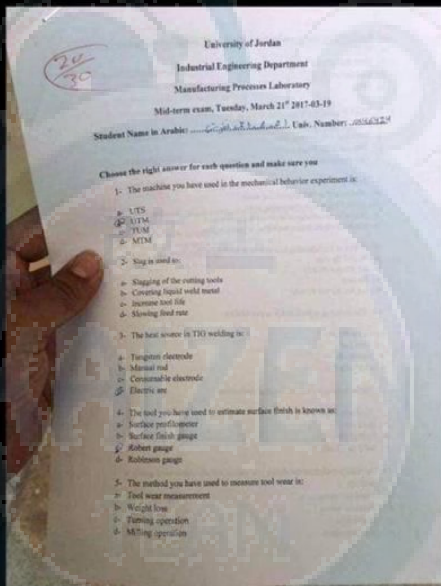 20/30
University of Jordan
Industrial Engineering Department
Manufacturing Processes Laboratory
Mid-term exam, Tuesday, March 21st 2017-03-19
Student Name in Arabic: Univ. Number:
Choose the right answer for each question and make sure you
1- The machine you have used in the mechanical behavior experiment is:
a- UTS
b- UTM
c- TUM
d- MTM
2- Slag is used to:
a- Slagging of the cutting tools
b- Covering liquid weld metal
c- Increase tool life
d- Slowing feed rate
3- The heat source in TIG welding is:
a- Tungsten electrode
b- Manual rod
c- Consumable electrode
d- Electric arc
4- The tool you have used to estimate surface finish is known as:
a- Surface profilometer
b- Surface finish gauge
c- Robert gauge
d- Robinson gauge
5- The method you have used to measure tool wear is:
a- Tool wear measurement
b- Weight loss
c- Turning operation
d- Milling operation